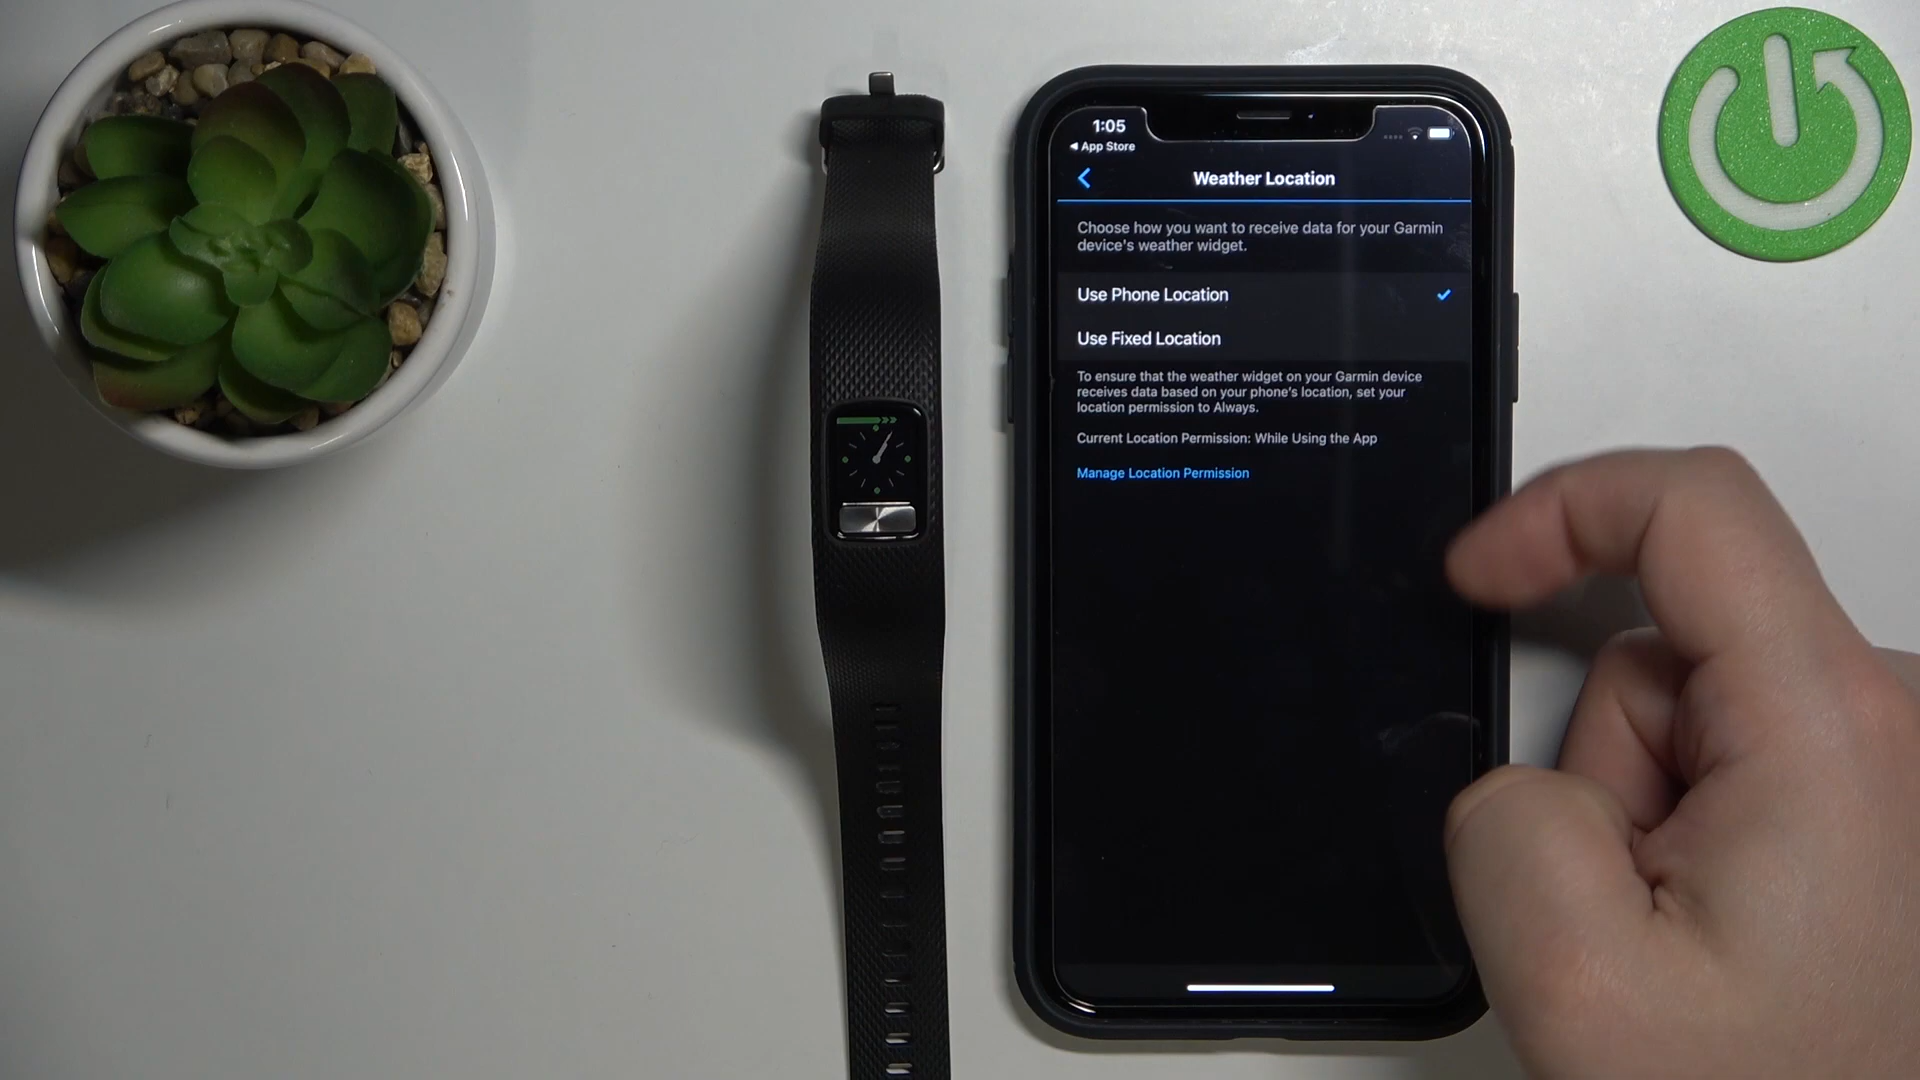 1:05
◀ App Store
Weather Location
Choose how you want to receive data for your Garmin
device's weather widget.
Use Phone Location
Use Fixed Location
To ensure that the weather widget on your Garmin device
receives data based on your phone's location, set your
location permission to Always.
Current Location Permission: While Using the App
Manage Location Permission